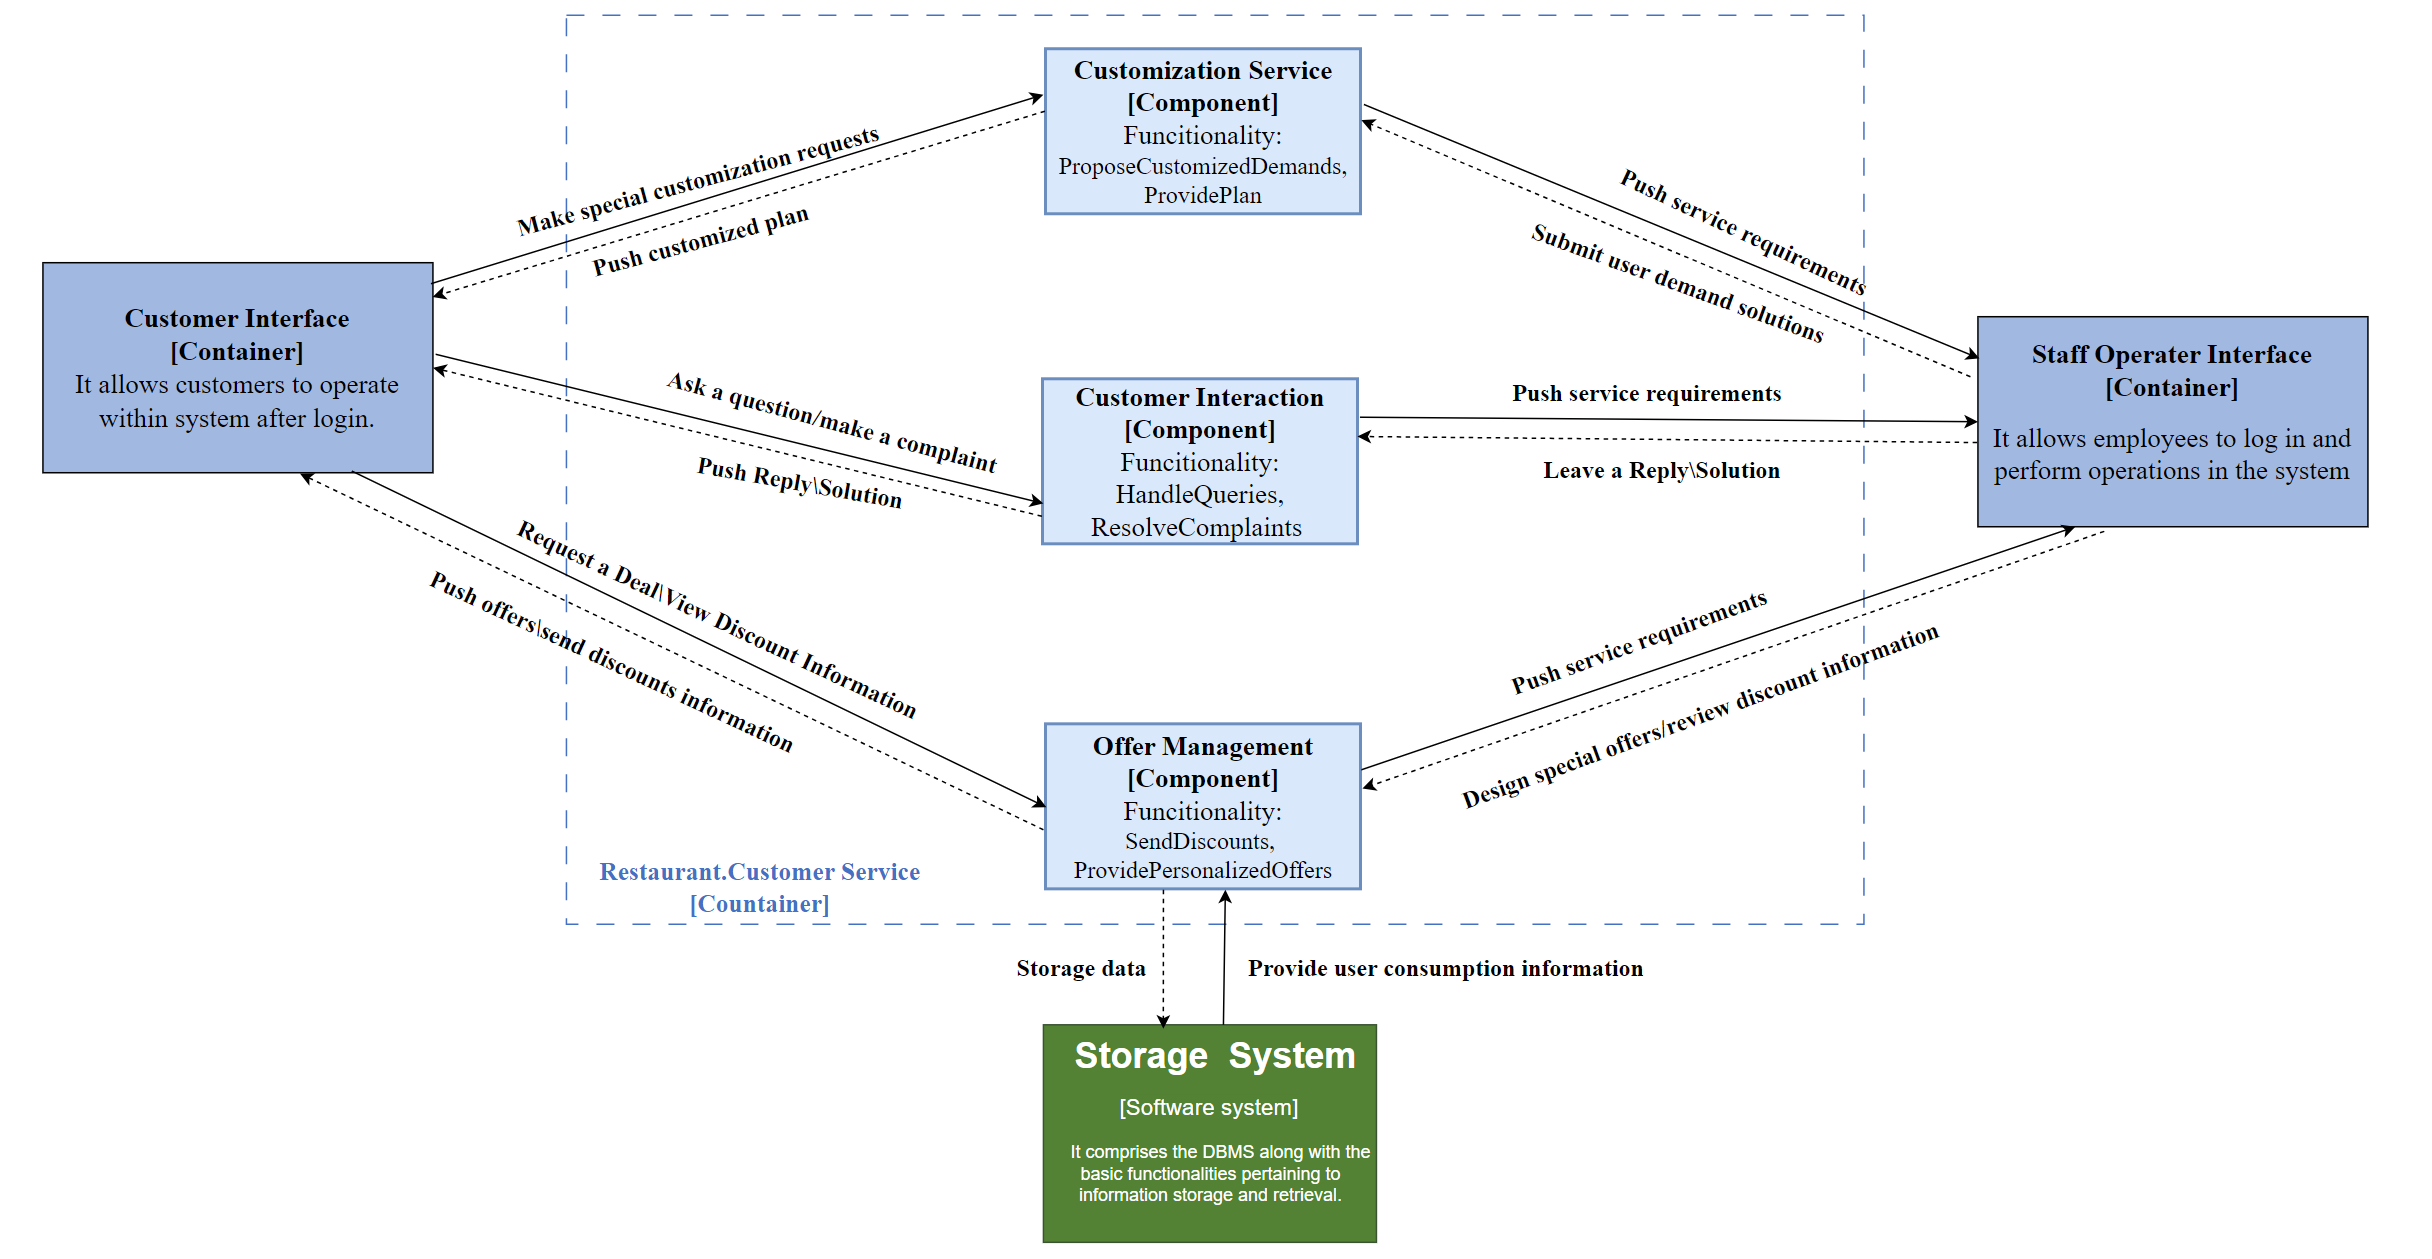 Customization Service
[Component]
Funcitionality:
ProposeCustomizedDemands,
ProvidePlan
Make special customization requests
Push customized plan
Push service requirements
Submit user demand solutions
Customer Interface
[Container]
It allows customers to operate
within system after login.
Ask a question/make a complaint
Push Reply\Solution
Customer Interaction
[Component]
Funcitionality:
HandleQueries,
ResolveComplaints
Push service requirements
Leave a Reply\Solution
Staff Operater Interface
[Container]
It allows employees to log in and
perform operations in the system
Request a Deal\View Discount Information
Push offers\send discounts information
Offer Management
[Component]
Funcitionality:
SendDiscounts,
ProvidePersonalizedOffers
Push service requirements
Design special offers/review discount information
Restaurant.Customer Service
[Countainer]
Storage data
Provide user consumption information
Storage System
[Software system]
It comprises the DBMS along with the
basic functionalities pertaining to
information storage and retrieval.